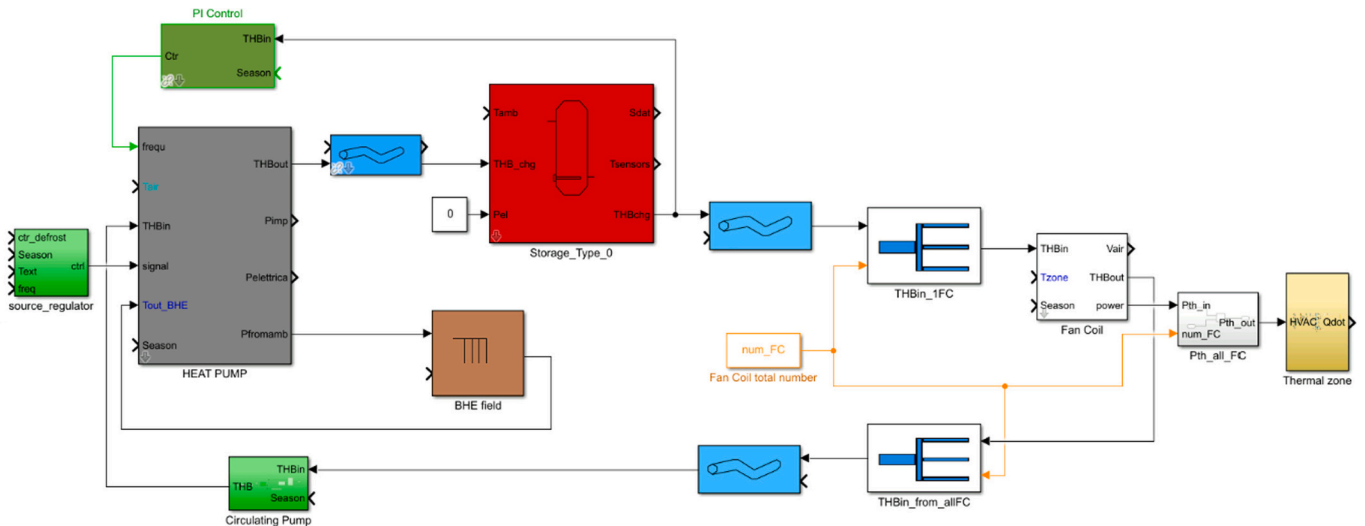 PI Control
THBin
Ctr
Season
frequ
Tair
THBin
signal
Tout_BHE
Season
THBout
Pimp
Pelettrica
Pfromamb
HEAT PUMP
ctr_defrost
Season
Text
freq
ctrl
source_regulator
Tamb
THB_chg
Pel
Sdat
Tsensors
THBchg
Storage_Type_0
0
BHE field
THBin_1FC
num_FC
Fan Coil total number
THBin
Tzone
Season
Vair
THBout
power
Fan Coil
Pth_in
num_FC
Pth_out
Pth_all_FC
HVAC
Qdot
Thermal zone
THBin_from_allFC
THBin
THB
Season
Circulating Pump